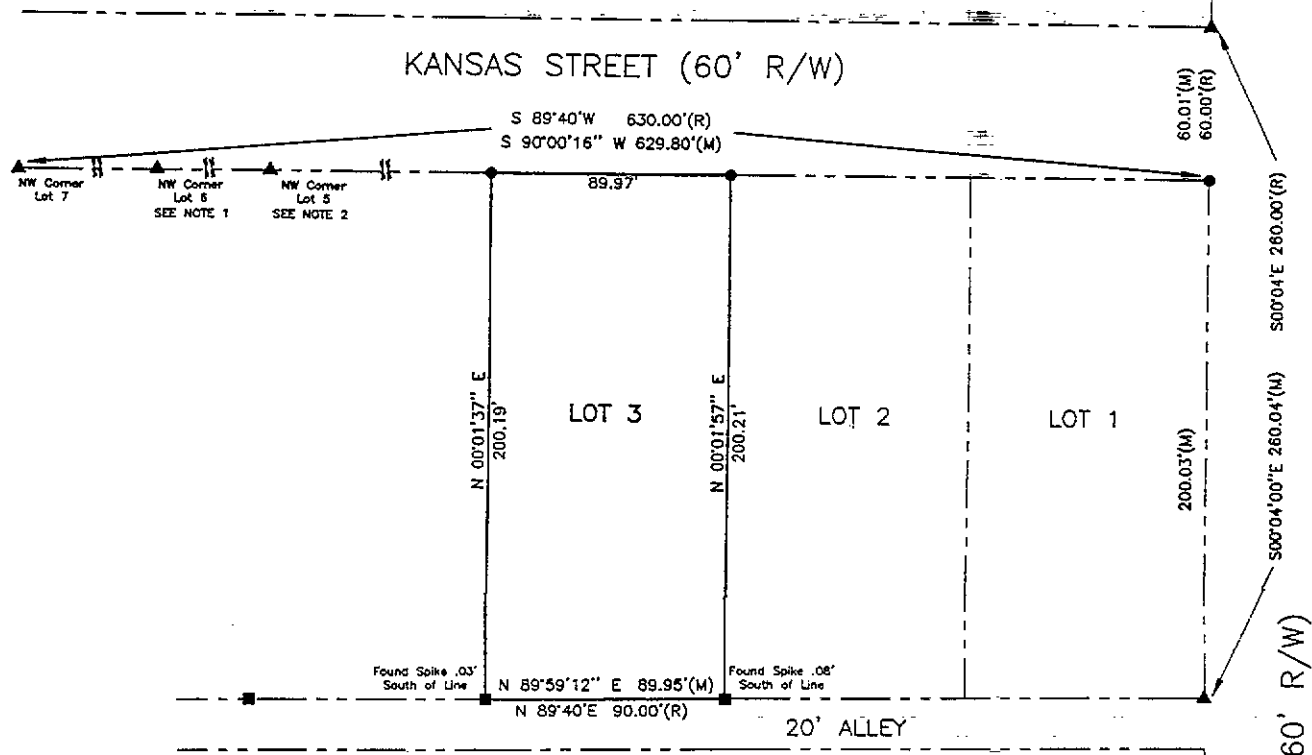 KANSAS STREET (60' R/W)
S 89°40'W 630.00'(R)
S 90°00'16" W 629.80'(M)
60.01'(M)
60.00'(R)
NW Corner
Lot 7
NW Corner
Lot 6
SEE NOTE 1
NW Corner
Lot 5
SEE NOTE 2
89.97'
S00°04'E 260.00'(R)
S00°04'00"E 260.04'(M)
N 00°01'37" E
200.19'
LOT 3
N 00°01'57" E
200.21'
LOT 2
LOT 1
200.03'(M)
Found Spike .03'
South of Line
N 89°59'12" E 89.95'(M)
N 89°40'E 90.00'(R)
Found Spike .08'
South of Line
20' ALLEY
60' R/W)